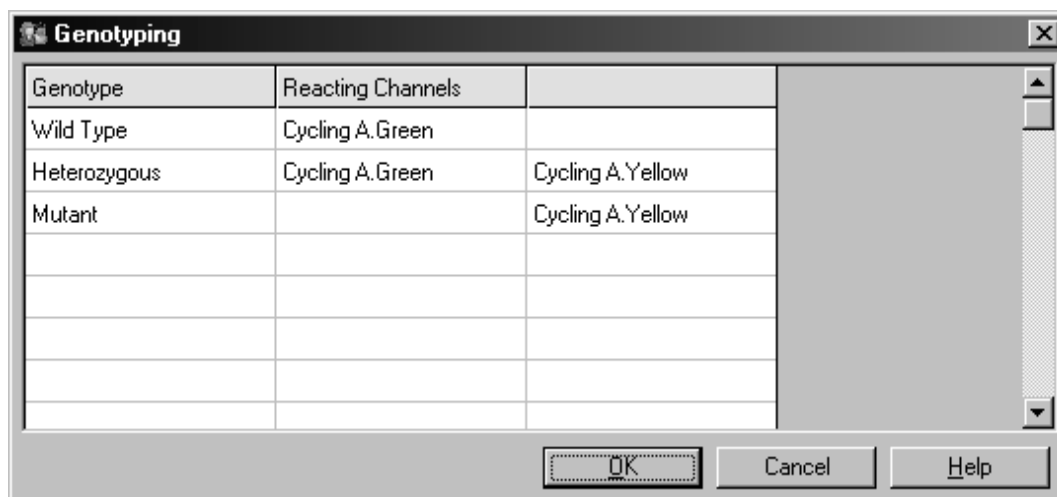 Genotyping
Genotype Reacting Channels
Wild Type Cycling A.Green
Heterozygous Cycling A.Green Cycling A.Yellow
Mutant Cycling A.Yellow
OK Cancel Help